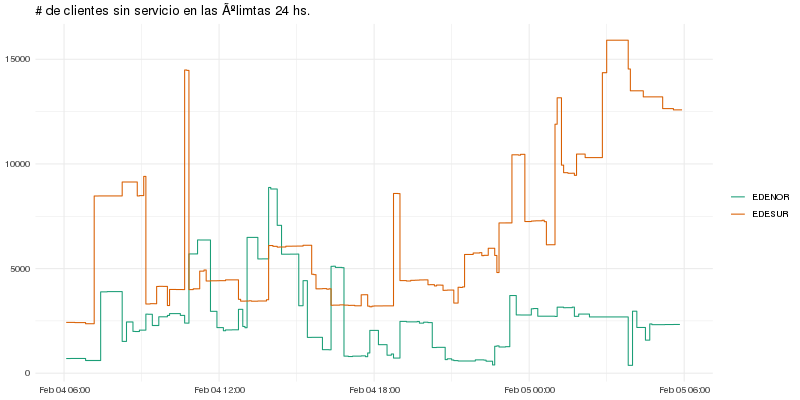 # de clientes sin servicio en las Ãºlimtas 24 hs.
15000
10000
5000
0
Feb 04 06:00
Feb 04 12:00
Feb 04 18:00
Feb 05 00:00
Feb 05 06:00
EDENOR
EDESUR